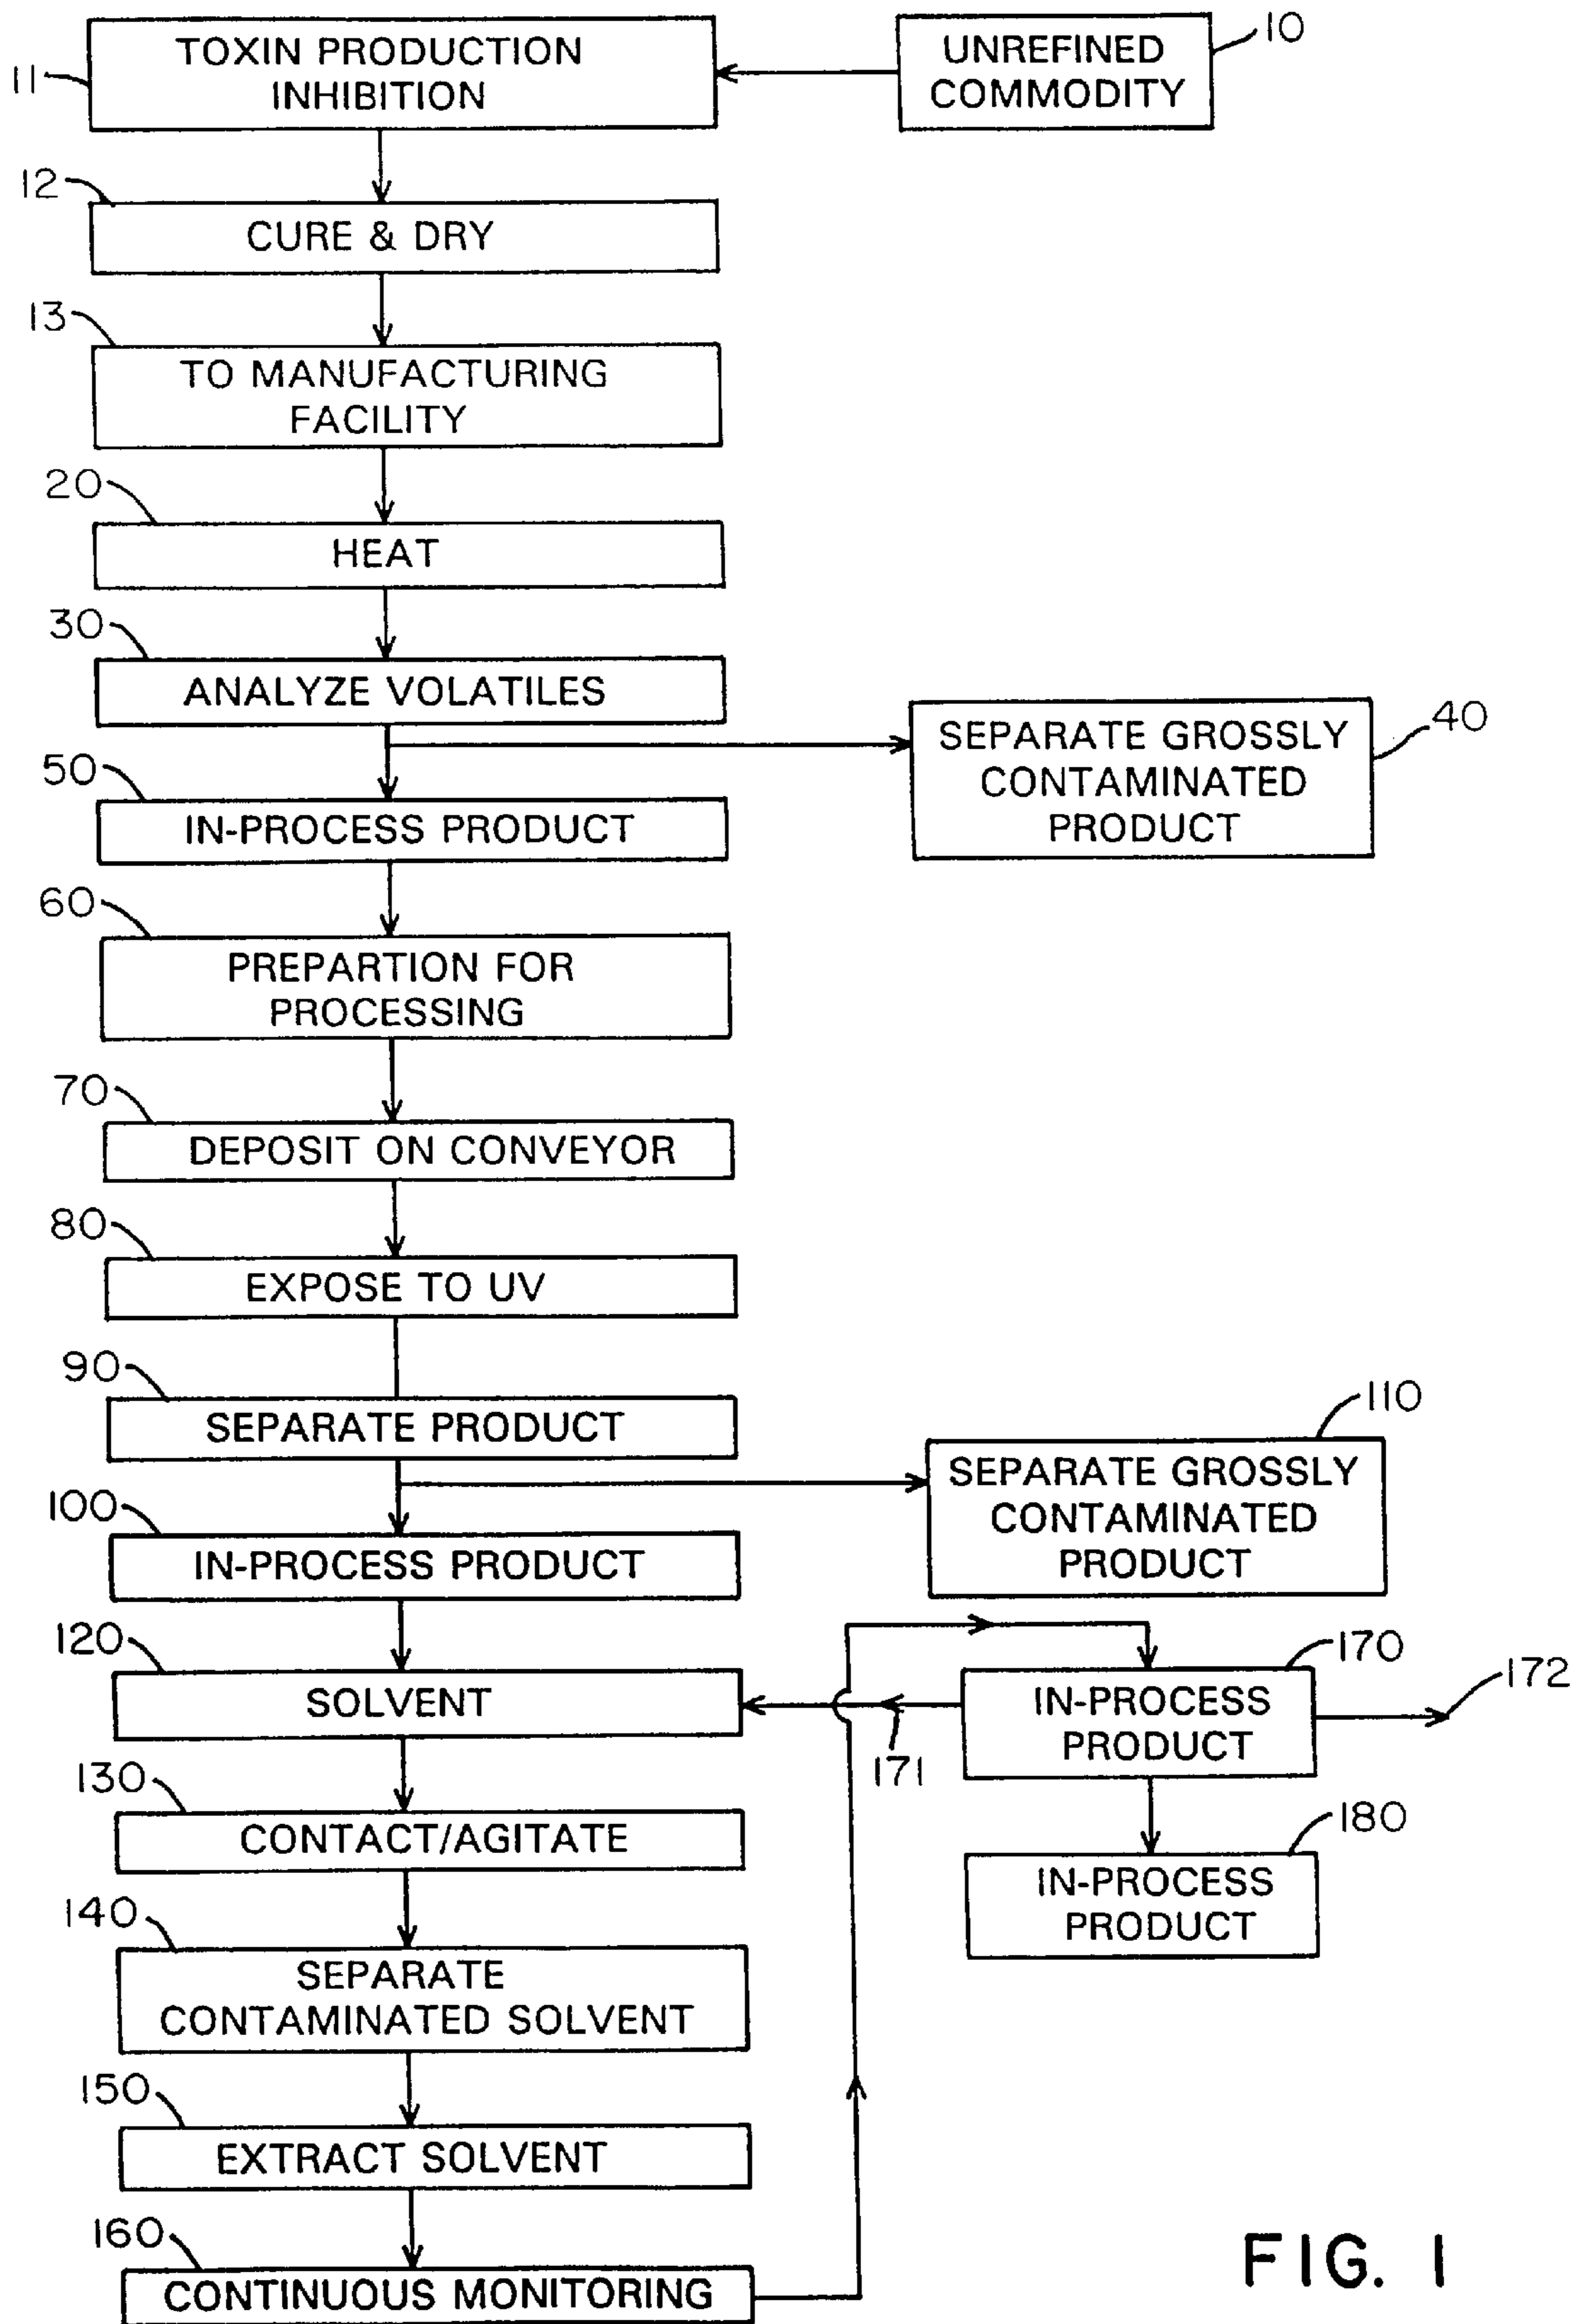 10
UNREFINED
COMMODITY
11
TOXIN PRODUCTION
INHIBITION
12
CURE & DRY
13
TO MANUFACTURING
FACILITY
20
HEAT
30
ANALYZE VOLATILES
40
SEPARATE GROSSLY
CONTAMINATED
PRODUCT
50
IN-PROCESS PRODUCT
60
PREPARTION FOR
PROCESSING
70
DEPOSIT ON CONVEYOR
80
EXPOSE TO UV
90
SEPARATE PRODUCT
110
SEPARATE GROSSLY
CONTAMINATED
PRODUCT
100
IN-PROCESS PRODUCT
120
SOLVENT
130
CONTACT/AGITATE
140
SEPARATE
CONTAMINATED SOLVENT
150
EXTRACT SOLVENT
160
CONTINUOUS MONITORING
170
IN-PROCESS
PRODUCT
171
172
180
IN-PROCESS
PRODUCT
FIG. 1